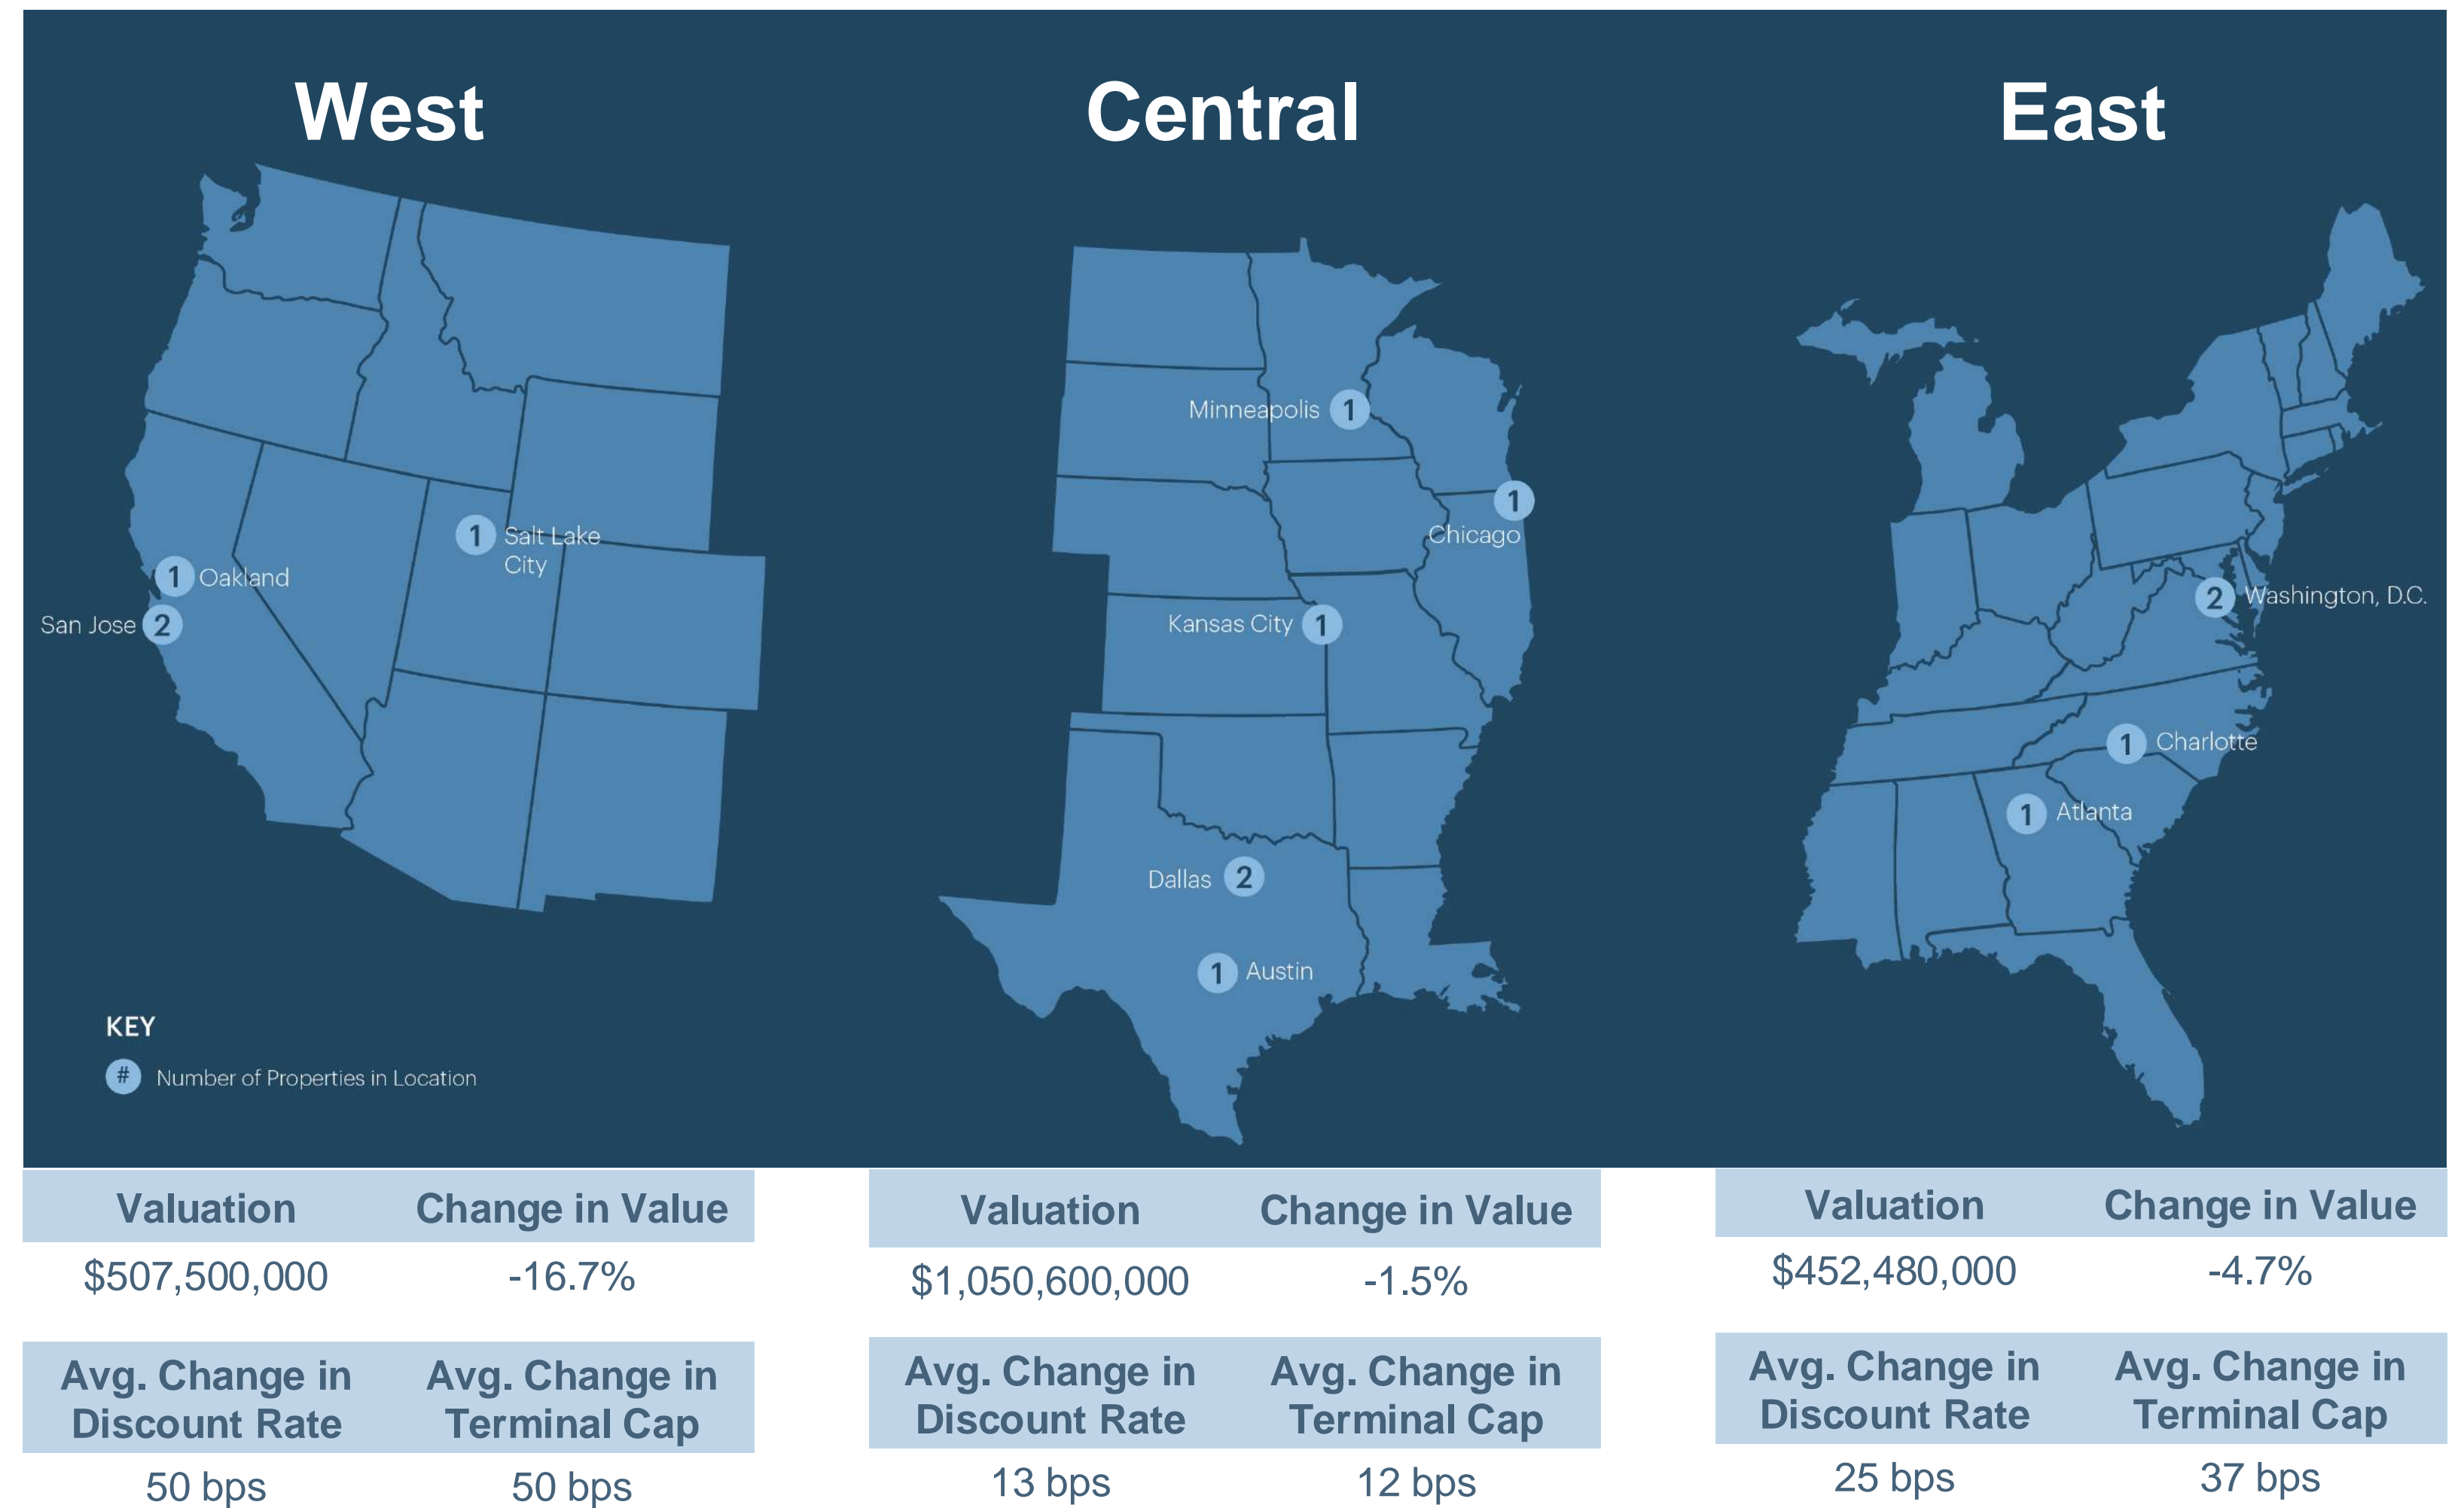 West
Central
East
1
Oakland
San Jose
2
1
Salt Lake
City
KEY
#
Number of Properties in Location
Minneapolis
1
1
Chicago
Kansas City
1
Dallas
2
1
Austin
2
Washington, D.C.
1
Charlotte
1
Atlanta
Valuation Change in Value
$507,500,000 -16.7%
Avg. Change in Avg. Change in
Discount Rate Terminal Cap
50 bps 50 bps
Valuation Change in Value
$1,050,600,000 -1.5%
Avg. Change in Avg. Change in
Discount Rate Terminal Cap
13 bps 12 bps
Valuation Change in Value
$452,480,000 -4.7%
Avg. Change in Avg. Change in
Discount Rate Terminal Cap
25 bps 37 bps